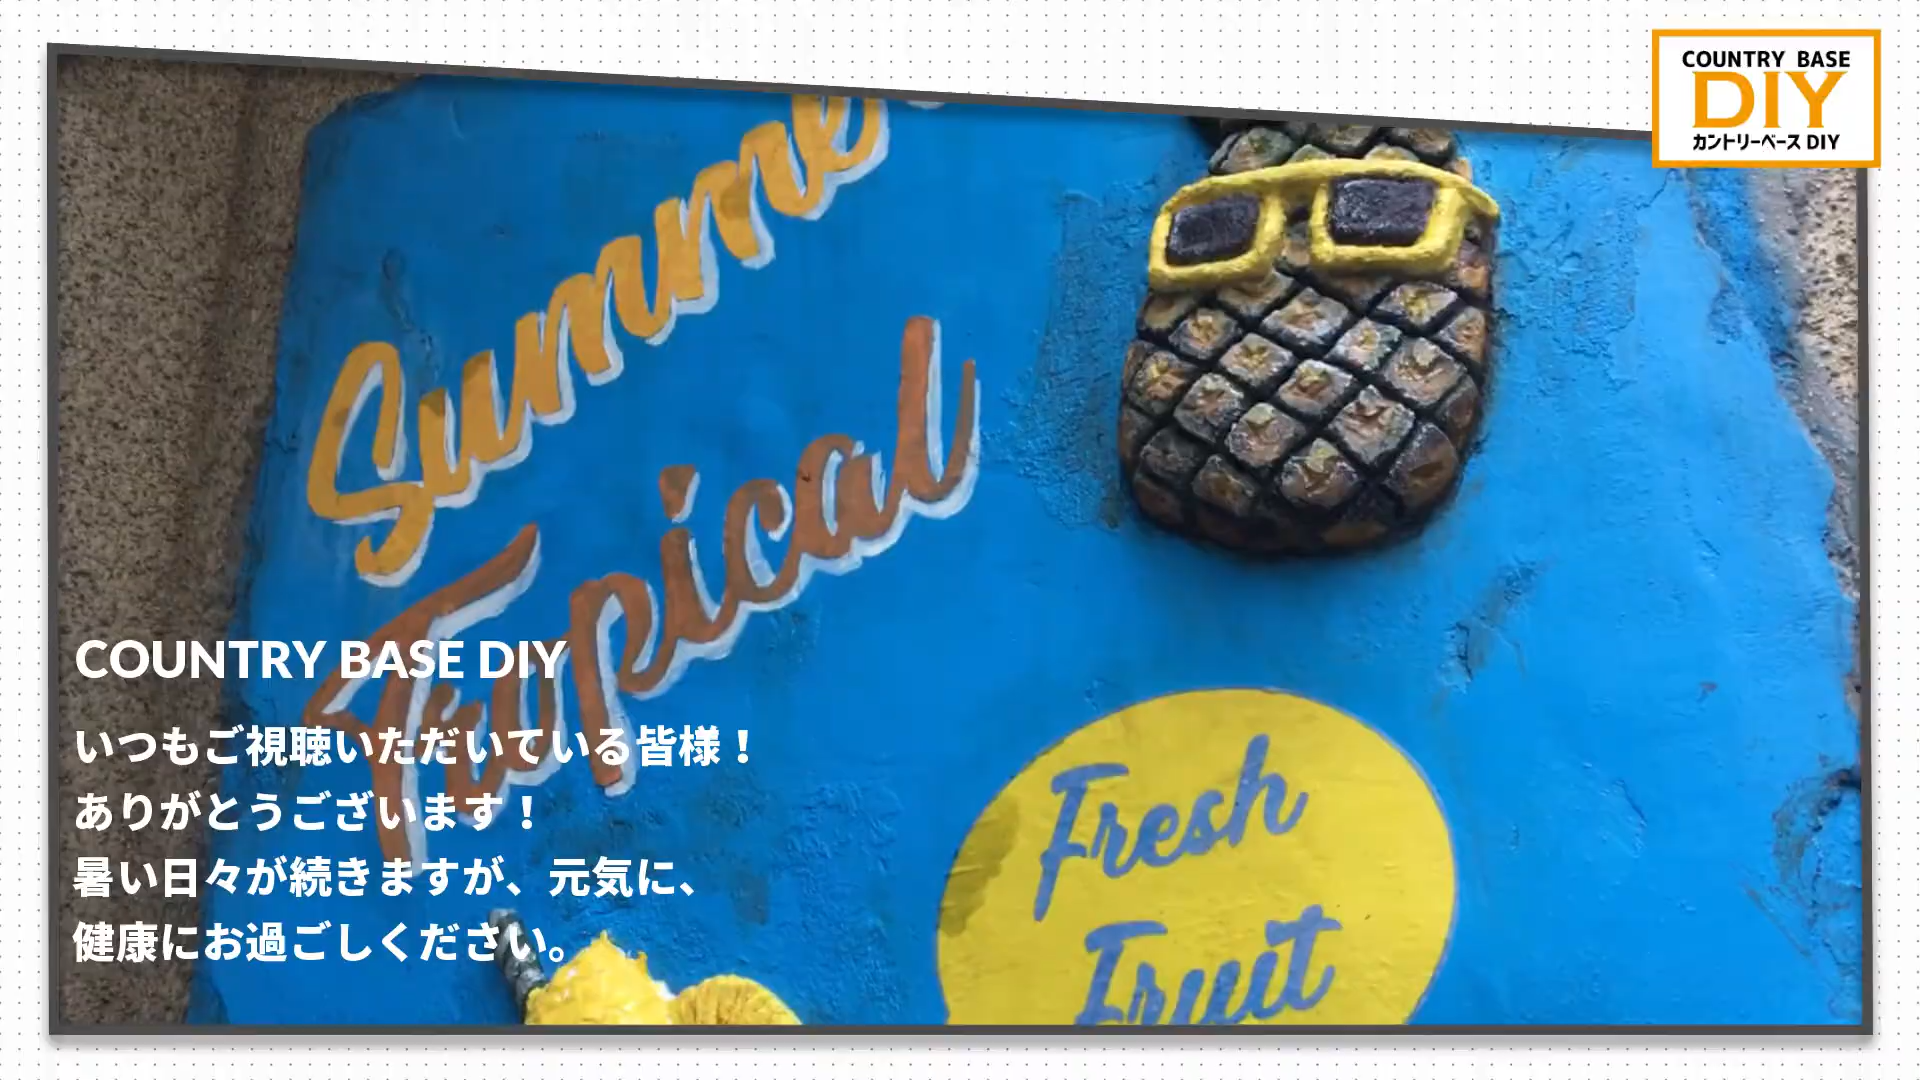 COUNTRY BASE
DIY
カントリーベース DIY
Summe
Tropical
COUNTRY BASE DIY
いつもご視聴いただいている皆様！
ありがとうございます！
暑い日々が続きますが、元気に、
健康にお過ごしください。
Fresh
Fruit